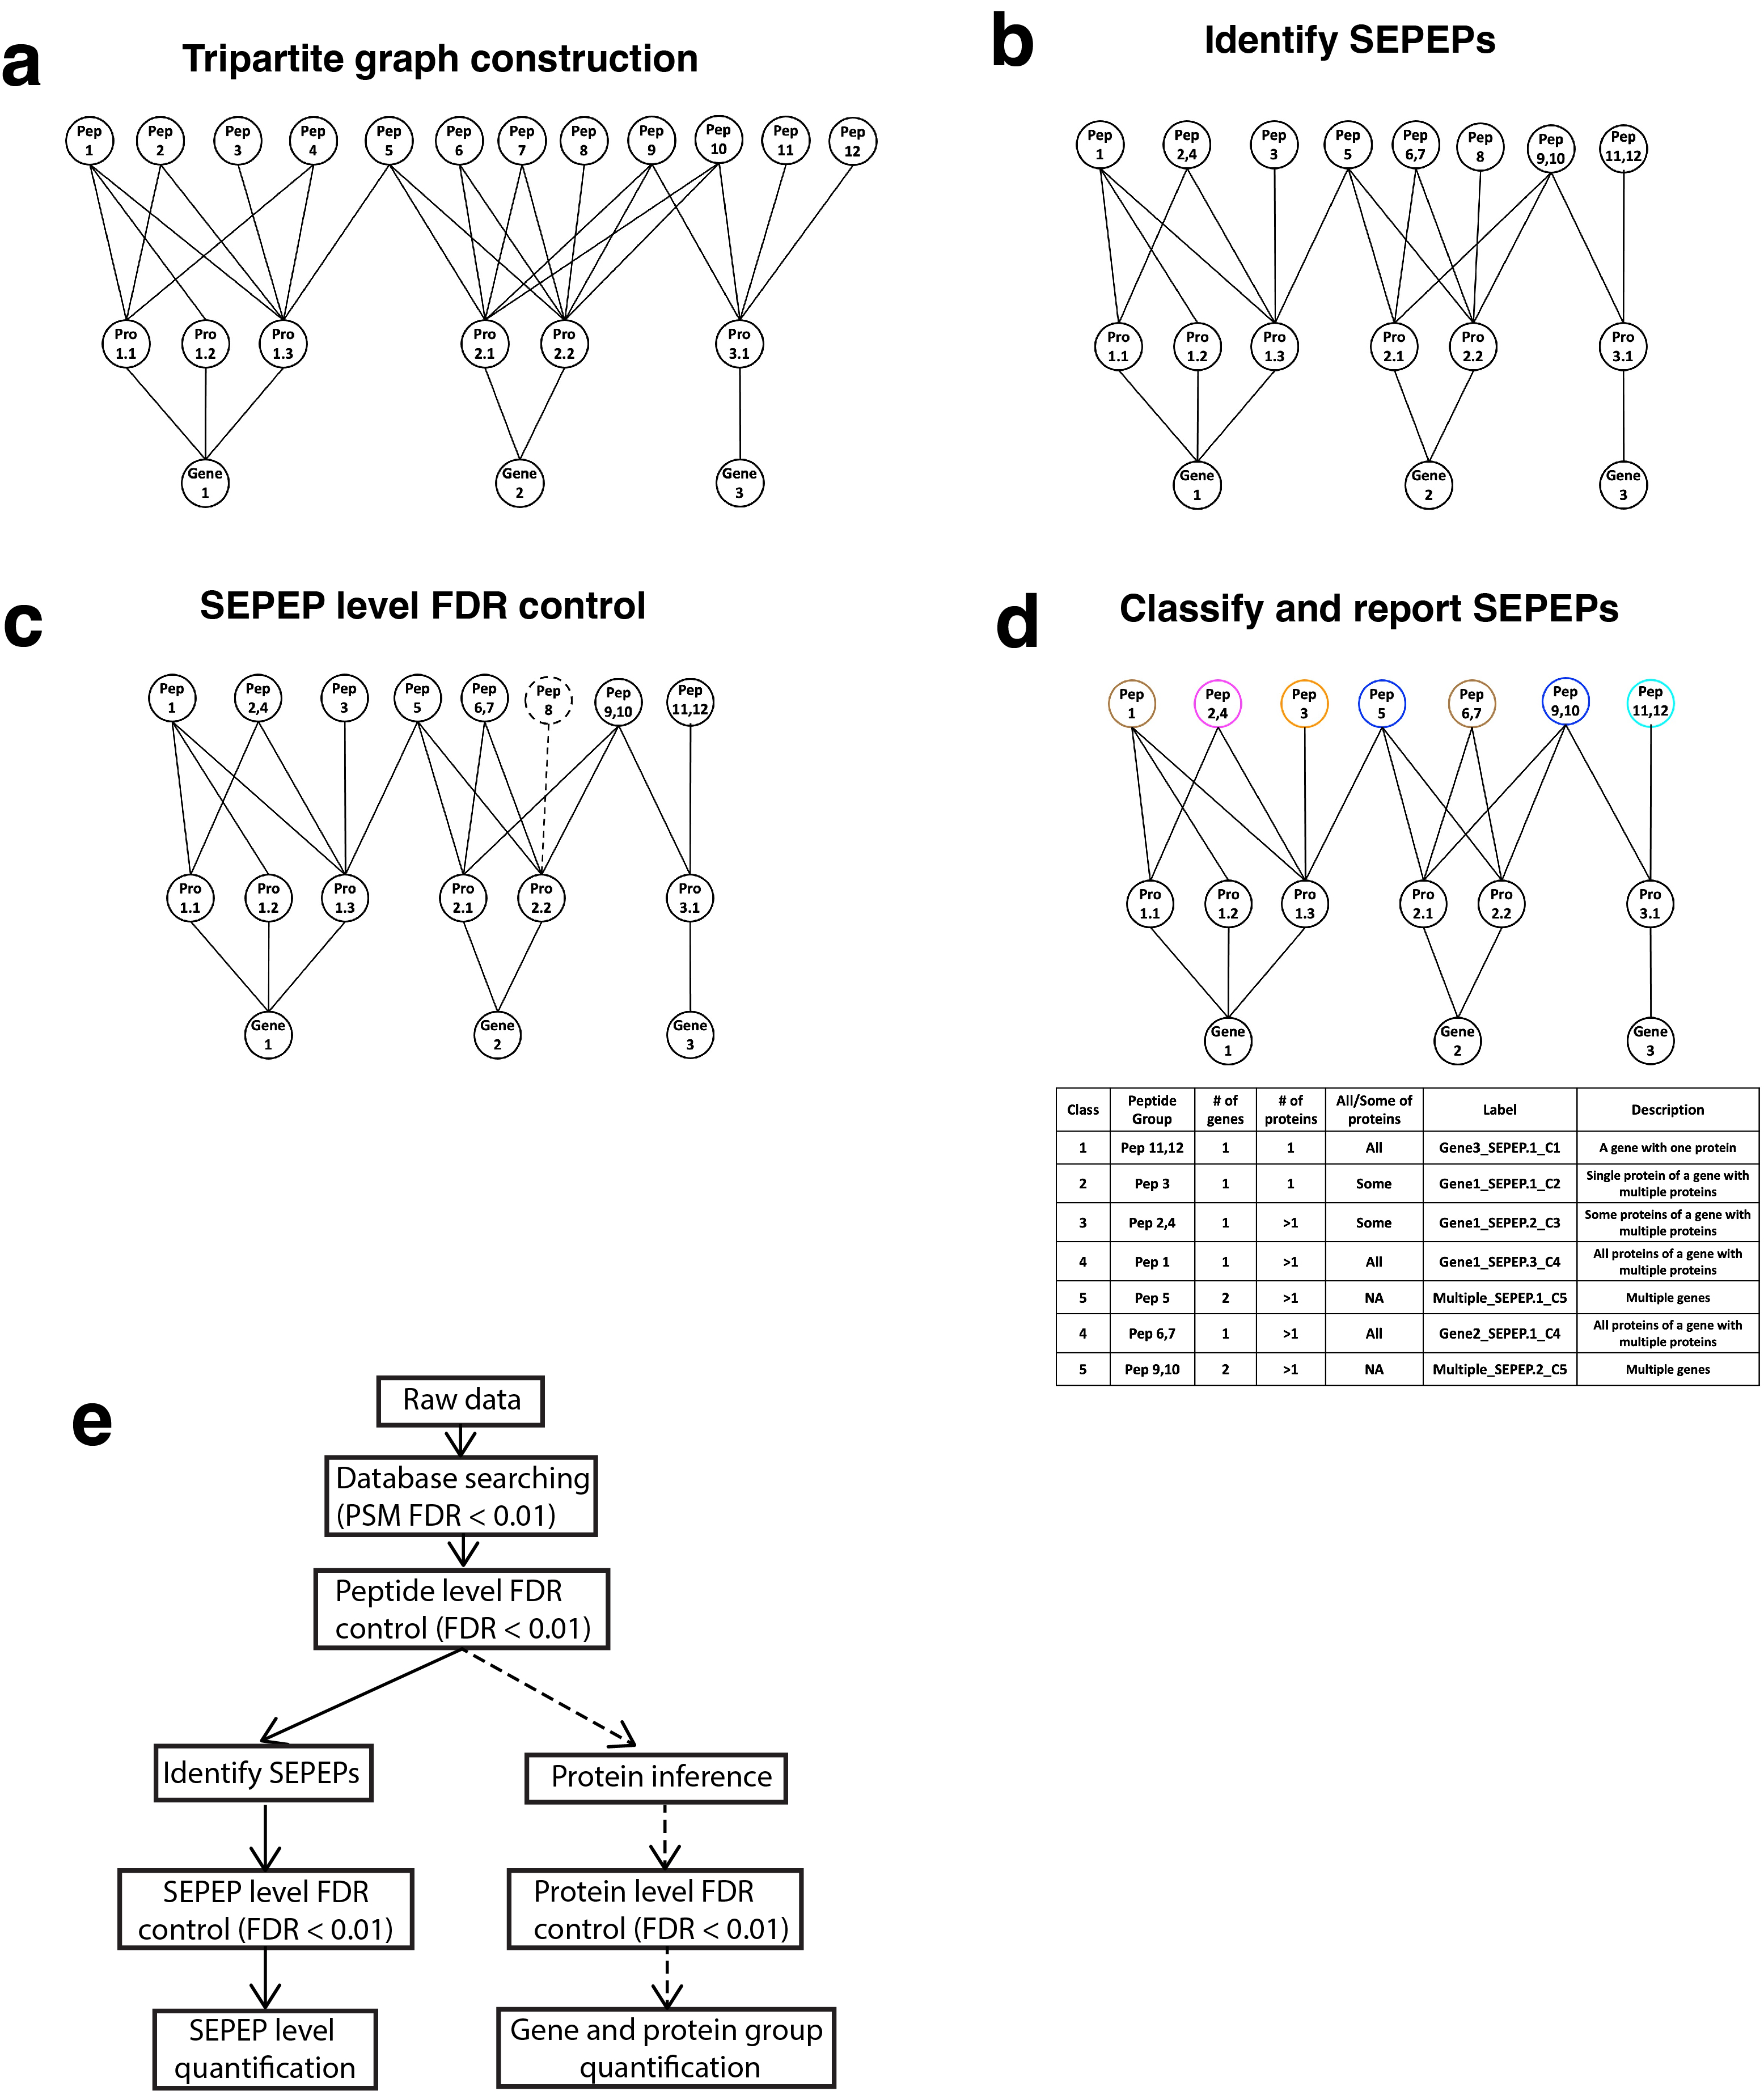 a
Tripartite graph construction
Pep 1
Pep 2
Pep 3
Pep 4
Pep 5
Pep 6
Pep 7
Pep 8
Pep 9
Pep 10
Pep 11
Pep 12
Pro 1.1
Pro 1.2
Pro 1.3
Pro 2.1
Pro 2.2
Pro 3.1
Gene 1
Gene 2
Gene 3
b
Identify SEPEPs
Pep 1
Pep 2,4
Pep 3
Pep 5
Pep 6,7
Pep 8
Pep 9,10
Pep 11,12
Pro 1.1
Pro 1.2
Pro 1.3
Pro 2.1
Pro 2.2
Pro 3.1
Gene 1
Gene 2
Gene 3
c
SEPEP level FDR control
Pep 1
Pep 2,4
Pep 3
Pep 5
Pep 6,7
Pep 8
Pep 9,10
Pep 11,12
Pro 1.1
Pro 1.2
Pro 1.3
Pro 2.1
Pro 2.2
Pro 3.1
Gene 1
Gene 2
Gene 3
d
Classify and report SEPEPs
Pep 1
Pep 2,4
Pep 3
Pep 5
Pep 6,7
Pep 9,10
Pep 11,12
Pro 1.1
Pro 1.2
Pro 1.3
Pro 2.1
Pro 2.2
Pro 3.1
Gene 1
Gene 2
Gene 3
Class Peptide Group # of genes # of proteins All/Some of proteins Label Description
1 Pep 11,12 1 1 All Gene3_SEPEP.1_C1 A gene with one protein
2 Pep 3 1 1 Some Gene1_SEPEP.1_C2 Single protein of a gene with multiple proteins
3 Pep 2,4 1 >1 Some Gene1_SEPEP.2_C3 Some proteins of a gene with multiple proteins
4 Pep 1 1 >1 All Gene1_SEPEP.3_C4 All proteins of a gene with multiple proteins
5 Pep 5 2 >1 NA Multiple_SEPEP.1_C5 Multiple genes
4 Pep 6,7 1 >1 All Gene2_SEPEP.1_C4 All proteins of a gene with multiple proteins
5 Pep 9,10 2 >1 NA Multiple_SEPEP.2_C5 Multiple genes
e
Raw data
Database searching
(PSM FDR < 0.01)
Peptide level FDR
control (FDR < 0.01)
Identify SEPEPs
Protein inference
SEPEP level FDR
control (FDR < 0.01)
Protein level FDR
control (FDR < 0.01)
SEPEP level
quantification
Gene and protein group
quantification